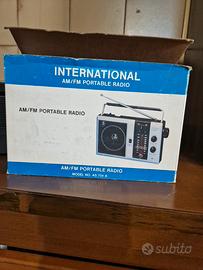 INTERNATIONAL
AM/FM PORTABLE RADIO
AM/FM PORTABLE RADIO
AM/FM PORTABLE RADIO
subito